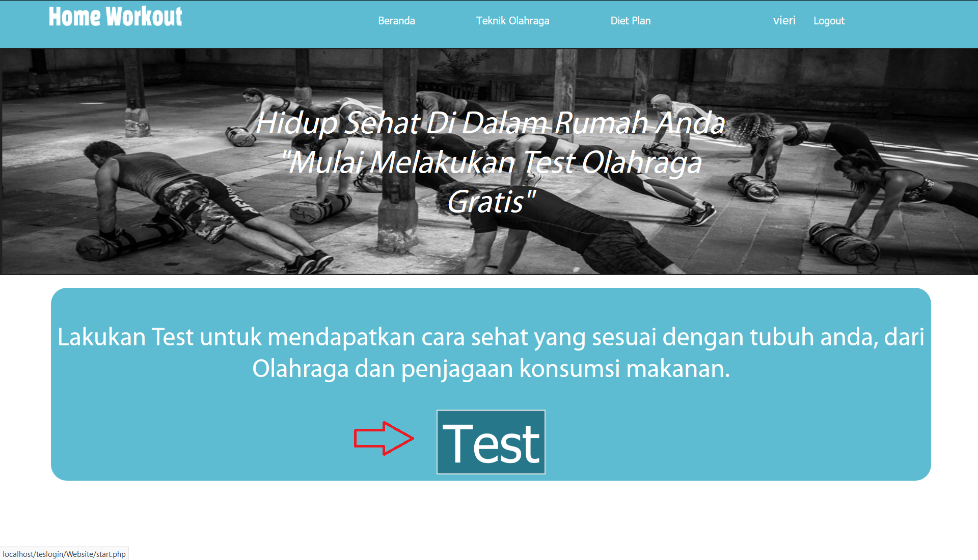 Home Workout
Beranda Teknik Olahraga Diet Plan vieri Logout
Hidup Sehat Di Dalam Rumah Anda
"Mulai Melakukan Test Olahraga
Gratis"
Lakukan Test untuk mendapatkan cara sehat yang sesuai dengan tubuh anda, dari
Olahraga dan penjagaan konsumsi makanan.
Test
localhost/teslogin/Website/start.php